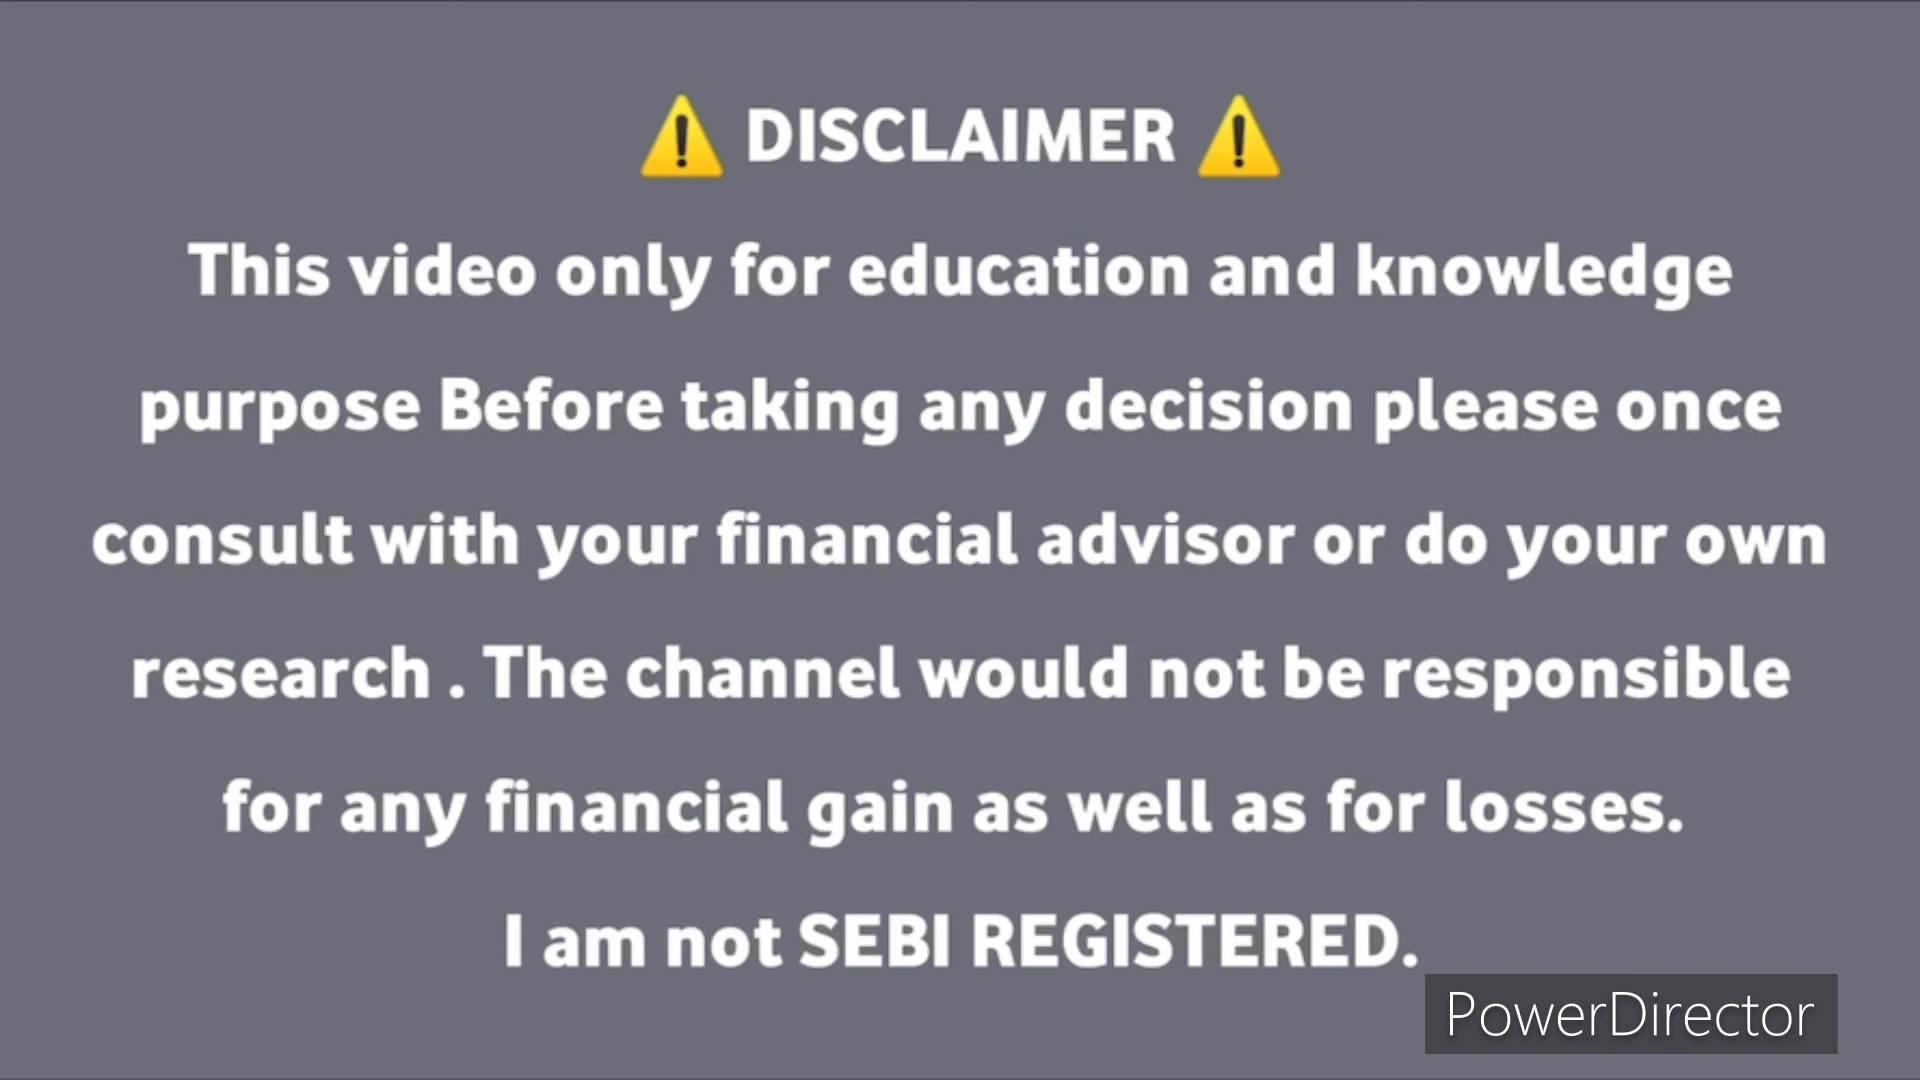 ⚠️ DISCLAIMER ⚠️
This video only for education and knowledge
purpose Before taking any decision please once
consult with your financial advisor or do your own
research . The channel would not be responsible
for any financial gain as well as for losses.
I am not SEBI REGISTERED.
PowerDirector